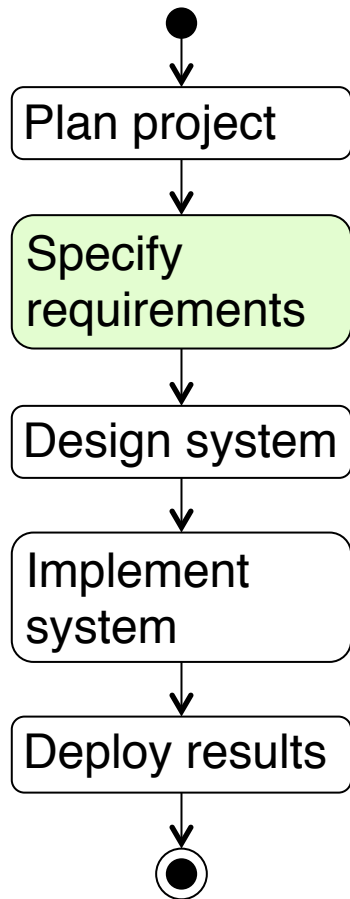 Plan project
Specify
requirements
Design system
Implement
system
Deploy results